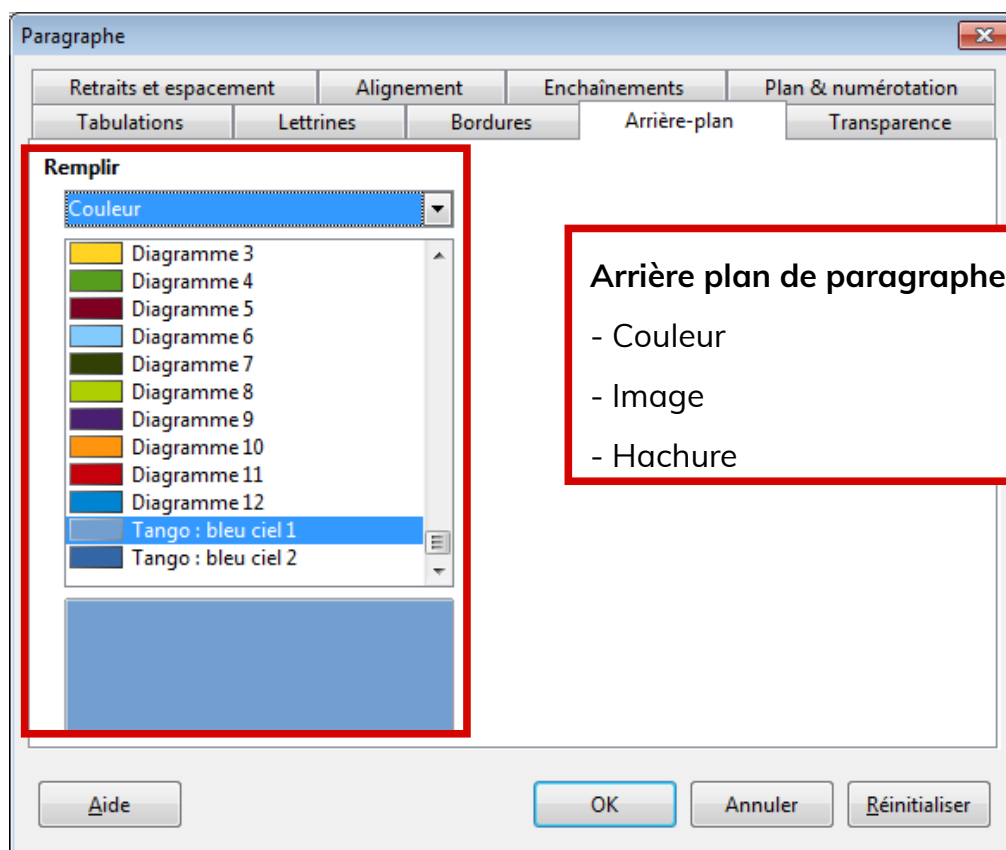 Paragraphe
Retraits et espacement Alignement Enchaînements Plan & numérotation
Tabulations Lettrines Bordures Arrière-plan Transparence
Remplir
Couleur
Diagramme 3
Diagramme 4
Diagramme 5
Diagramme 6
Diagramme 7
Diagramme 8
Diagramme 9
Diagramme 10
Diagramme 11
Diagramme 12
Tango : bleu ciel 1
Tango : bleu ciel 2
Arrière plan de paragraphe
- Couleur
- Image
- Hachure
Aide OK Annuler Réinitialiser